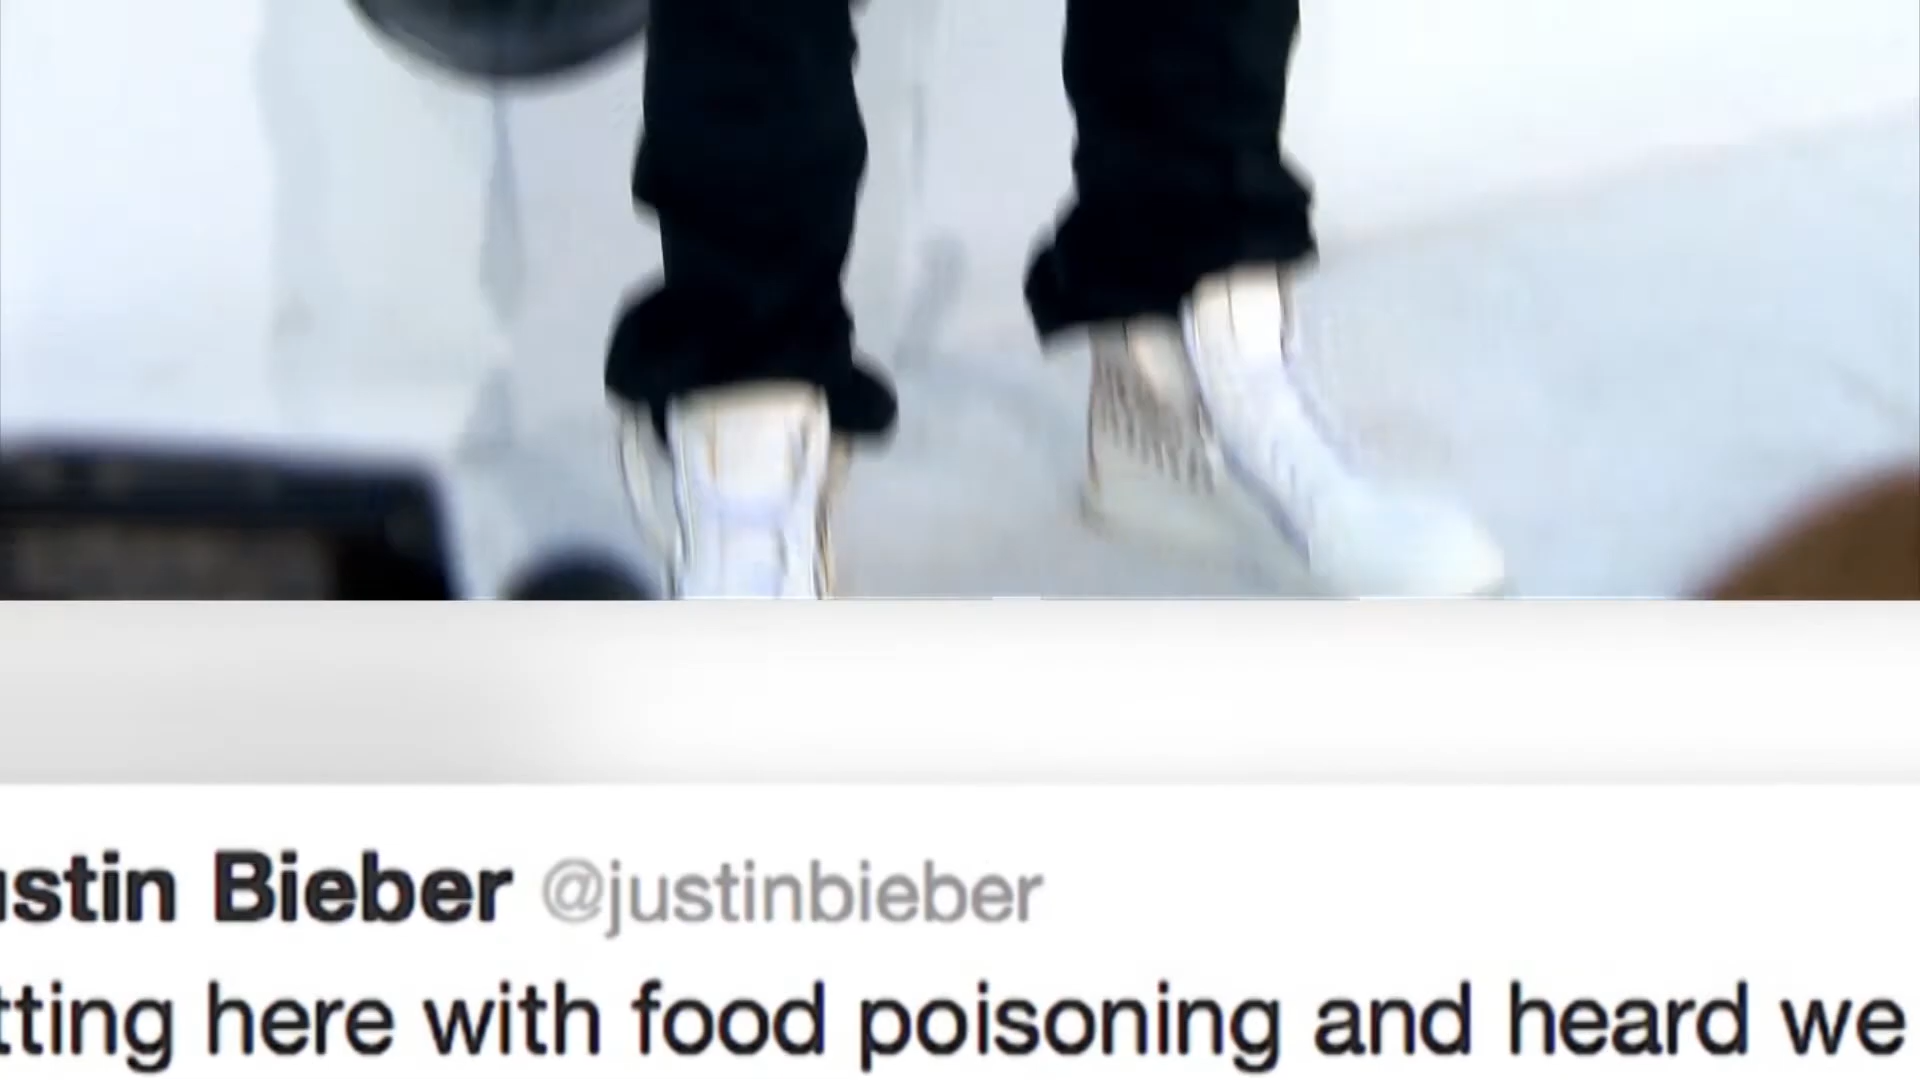 ustin Bieber @justinbieber
tting here with food poisoning and heard we